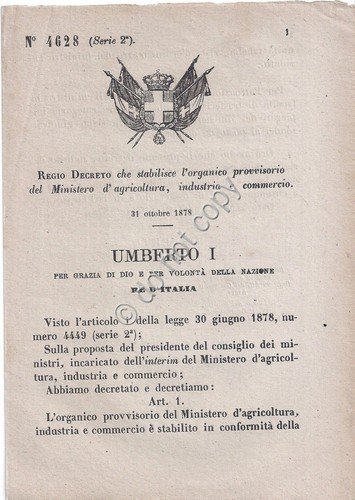 N° 4628 (Serie 2ª).
1
REGIO DECRETO che stabilisce l'organico provvisorio
del Ministero d'agricoltura, industria e commercio.
31 ottobre 1878
UMBERTO I
PER GRAZIA DI DIO E PER VOLONTÀ DELLA NAZIONE
RE D'ITALIA
Visto l'articolo 1 della legge 30 giugno 1878, nu-
mero 4449 (serie 2ª);
Sulla proposta del presidente del consiglio dei mi-
nistri, incaricato dell'interim del Ministero d'agricol-
tura, industria e commercio;
Abbiamo decretato e decretiamo:
Art. 1.
L'organico provvisorio del Ministero d'agricoltura,
industria e commercio è stabilito in conformità della
do not copy